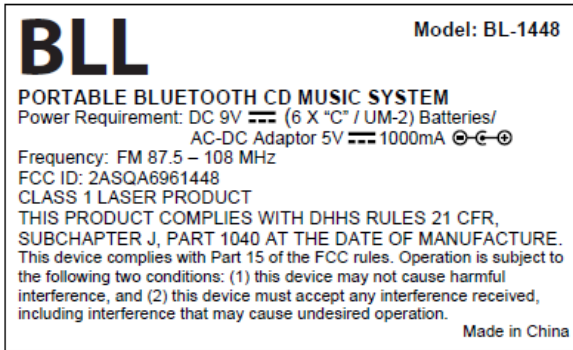 BLL
Model: BL-1448
PORTABLE BLUETOOTH CD MUSIC SYSTEM
Power Requirement: DC 9V ⎓ (6 X “C” / UM-2) Batteries/
AC-DC Adaptor 5V ⎓ 1000mA
Frequency: FM 87.5 – 108 MHz
FCC ID: 2ASQA6961448
CLASS 1 LASER PRODUCT
THIS PRODUCT COMPLIES WITH DHHS RULES 21 CFR,
SUBCHAPTER J, PART 1040 AT THE DATE OF MANUFACTURE.
This device complies with Part 15 of the FCC rules. Operation is subject to
the following two conditions: (1) this device may not cause harmful
interference, and (2) this device must accept any interference received,
including interference that may cause undesired operation.
Made in China